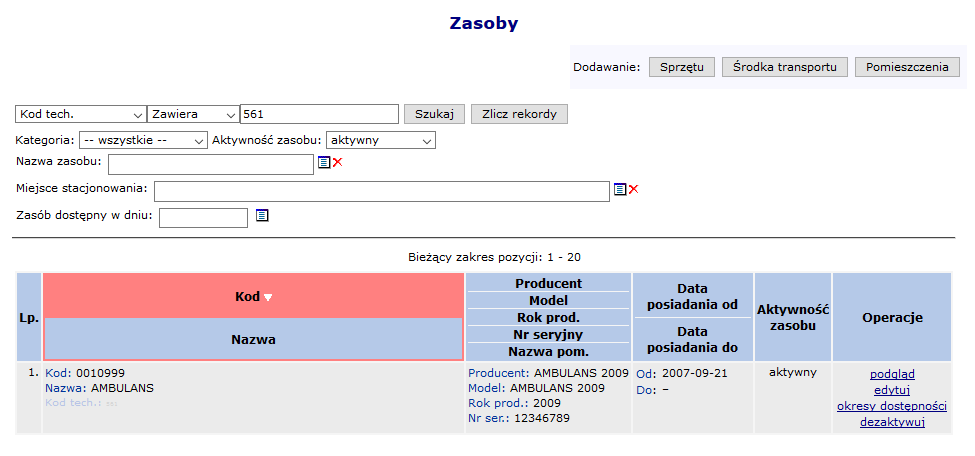 Zasoby
Dodawanie: Sprzętu Środka transportu Pomieszczenia
Kod tech. Zawiera 561 Szukaj Zlicz rekordy
Kategoria: -- wszystkie -- Aktywność zasobu: aktywny
Nazwa zasobu:
Miejsce stacjonowania:
Zasób dostępny w dniu:
Bieżący zakres pozycji: 1 - 20
Lp.
Kod
Nazwa
Producent
Model
Rok prod.
Nr seryjny
Nazwa pom.
Data
posiadania od
Data
posiadania do
Aktywność
zasobu
Operacje
1.
Kod: 0010999
Nazwa: AMBULANS
Kod tech.:
Producent: AMBULANS 2009
Model: AMBULANS 2009
Rok prod.: 2009
Nr ser.: 12346789
Od: 2007-09-21
Do: –
aktywny
podgląd
edytuj
okresy dostępności
dezaktywuj